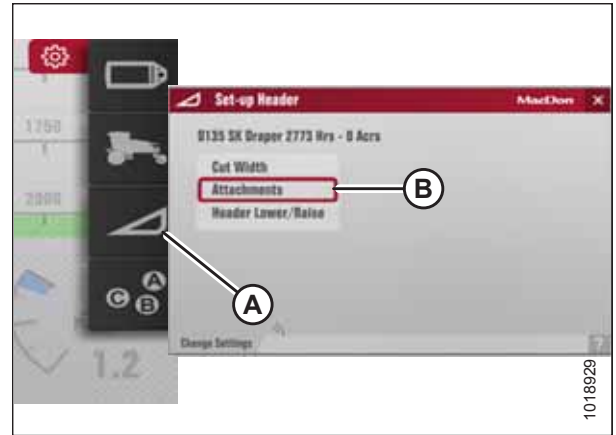 Set-up Header
MacDon X
D135 SK Draper 2773 Hrs - 0 Acrs
Cut Width
Attachments
Header Lower/Raise
Change Settings
?
1750
2000
1.2
A
B
C
A
B
A
B
1018929